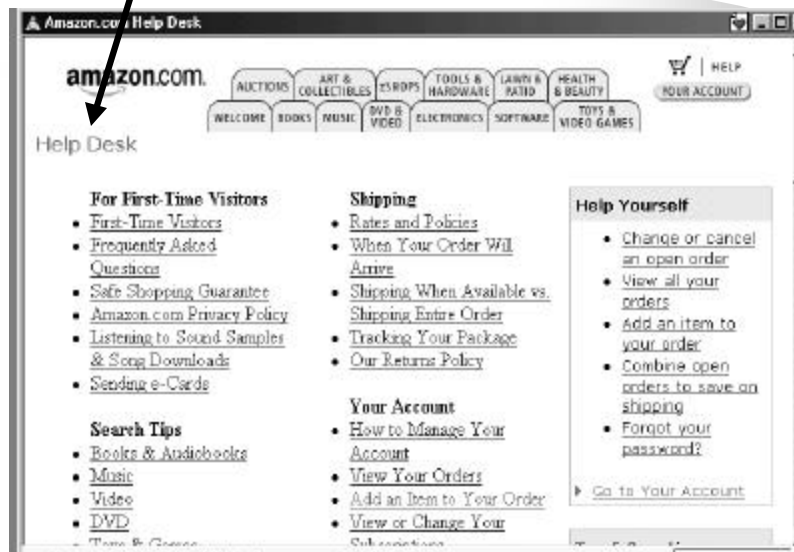 Amazon.com Help Desk
amazon.com.
HELP
YOUR ACCOUNT
AUCTIONS
ART & COLLECTIBLES
zSHOPS
TOOLS & HARDWARE
LAWN & PATIO
HEALTH & BEAUTY
WELCOME
BOOKS
MUSIC
DVD & VIDEO
ELECTRONICS
SOFTWARE
TOYS & VIDEO GAMES
Help Desk
For First-Time Visitors
First-Time Visitors
Frequently Asked
Questions
Safe Shopping Guarantee
Amazon.com Privacy Policy
Listening to Sound Samples
& Song Downloads
Sending e-Cards
Search Tips
Books & Audiobooks
Music
Video
DVD
Toys & Games
Shipping
Rates and Policies
When Your Order Will
Arrive
Shipping When Available vs.
Shipping Entire Order
Tracking Your Package
Our Returns Policy
Your Account
How to Manage Your
Account
View Your Orders
Add an Item to Your Order
View or Change Your
Subscriptions
Help Yourself
Change or cancel
an open order
View all your
orders
Add an item to
your order
Combine open
orders to save on
shipping
Forgot your
password?
Go to Your Account